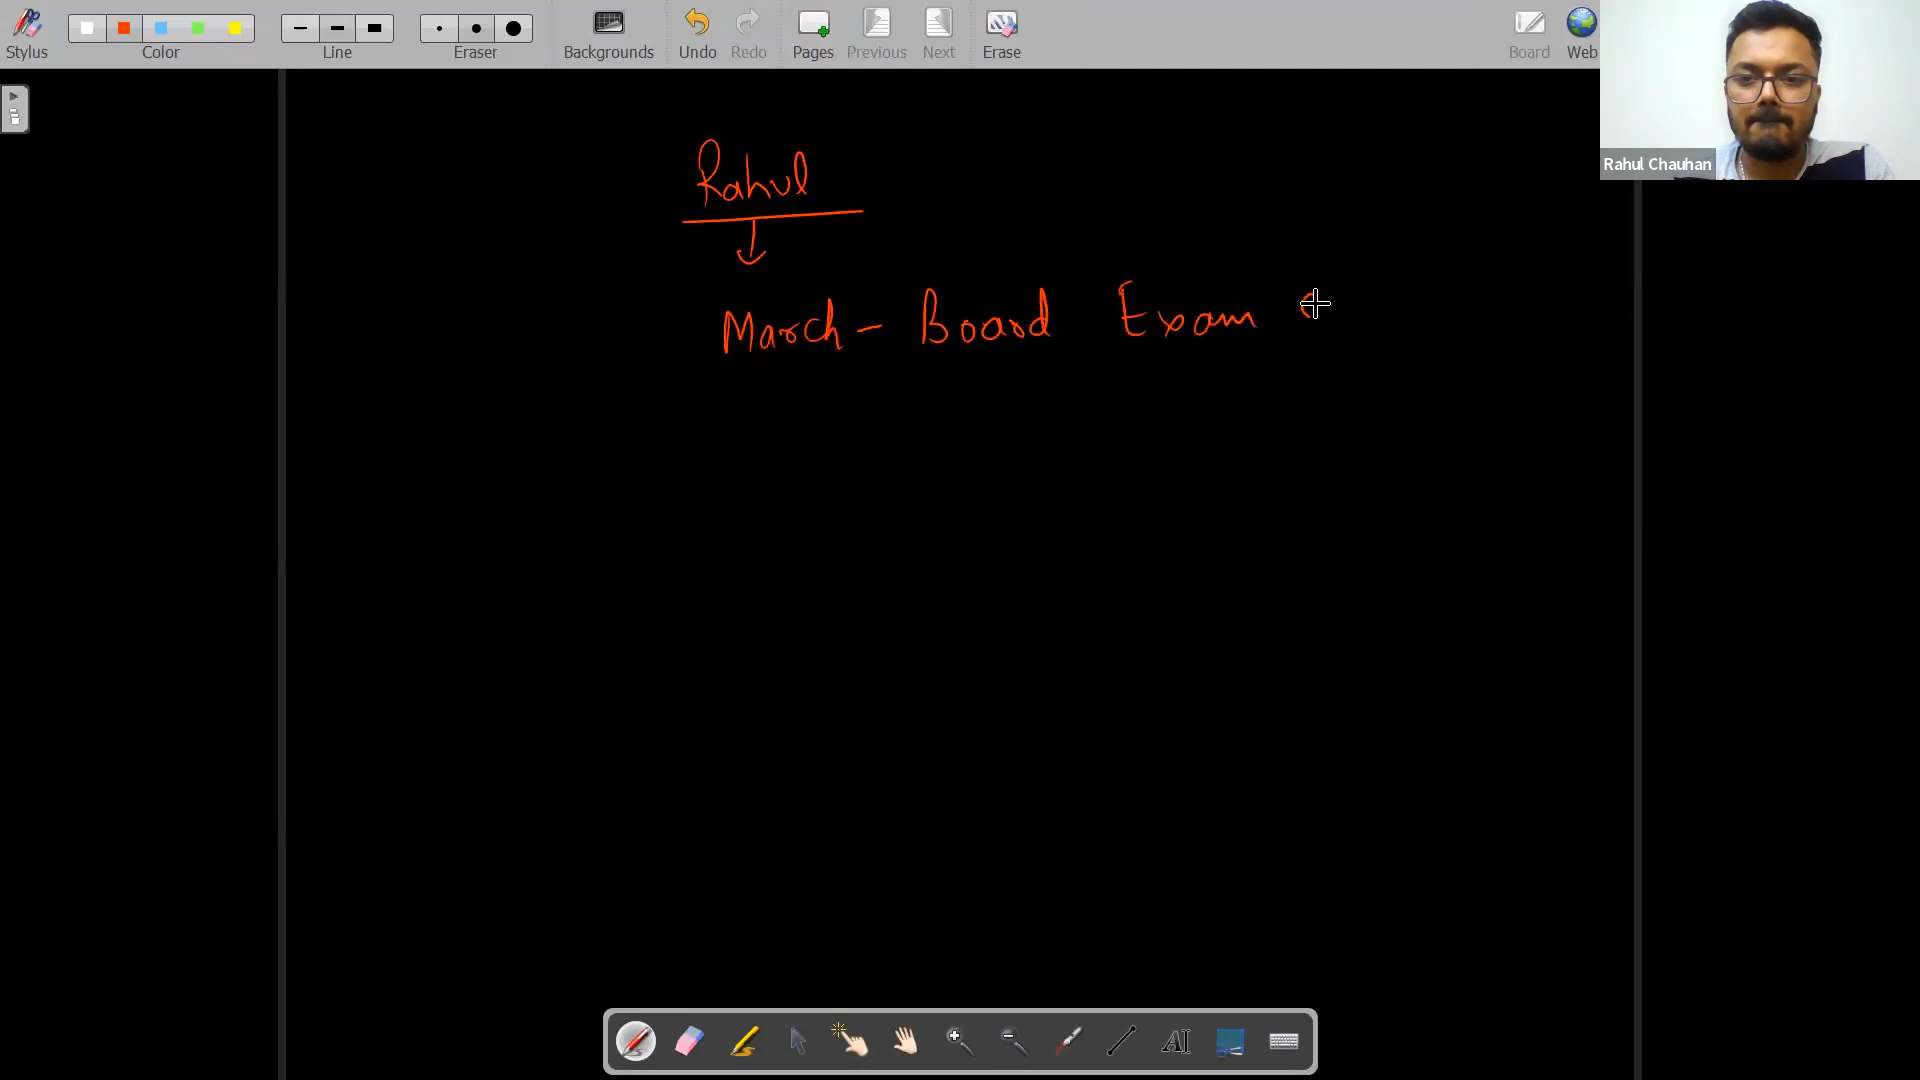 Stylus Color Line Eraser Backgrounds Undo Redo Pages Previous Next Erase Board Web
Rahul Chauhan
Rahul
March - Board Exam